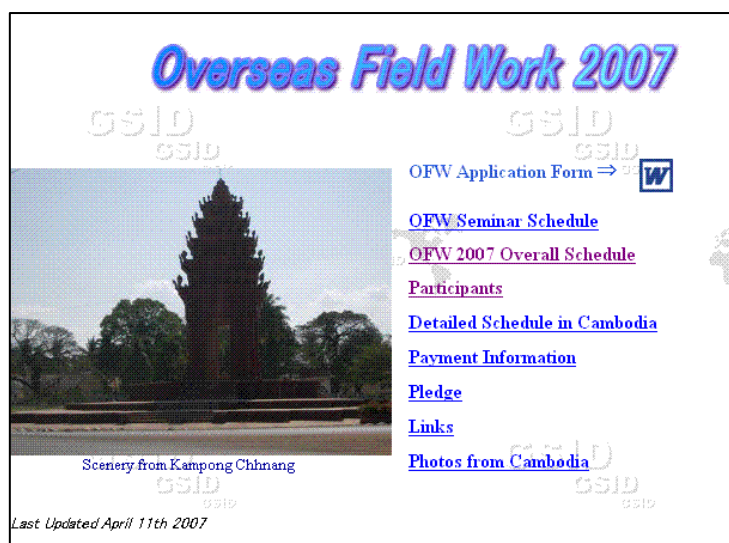 Overseas Field Work 2007
GSID GSID
GSID GSID
OFW Application Form ⇒ W
OFW Seminar Schedule
OFW 2007 Overall Schedule
Participants
Detailed Schedule in Cambodia
Payment Information
Pledge
Links
Photos from Cambodia
Scenery from Kampong Chhnang
GSID GSID
GSID
Last Updated April 11th 2007